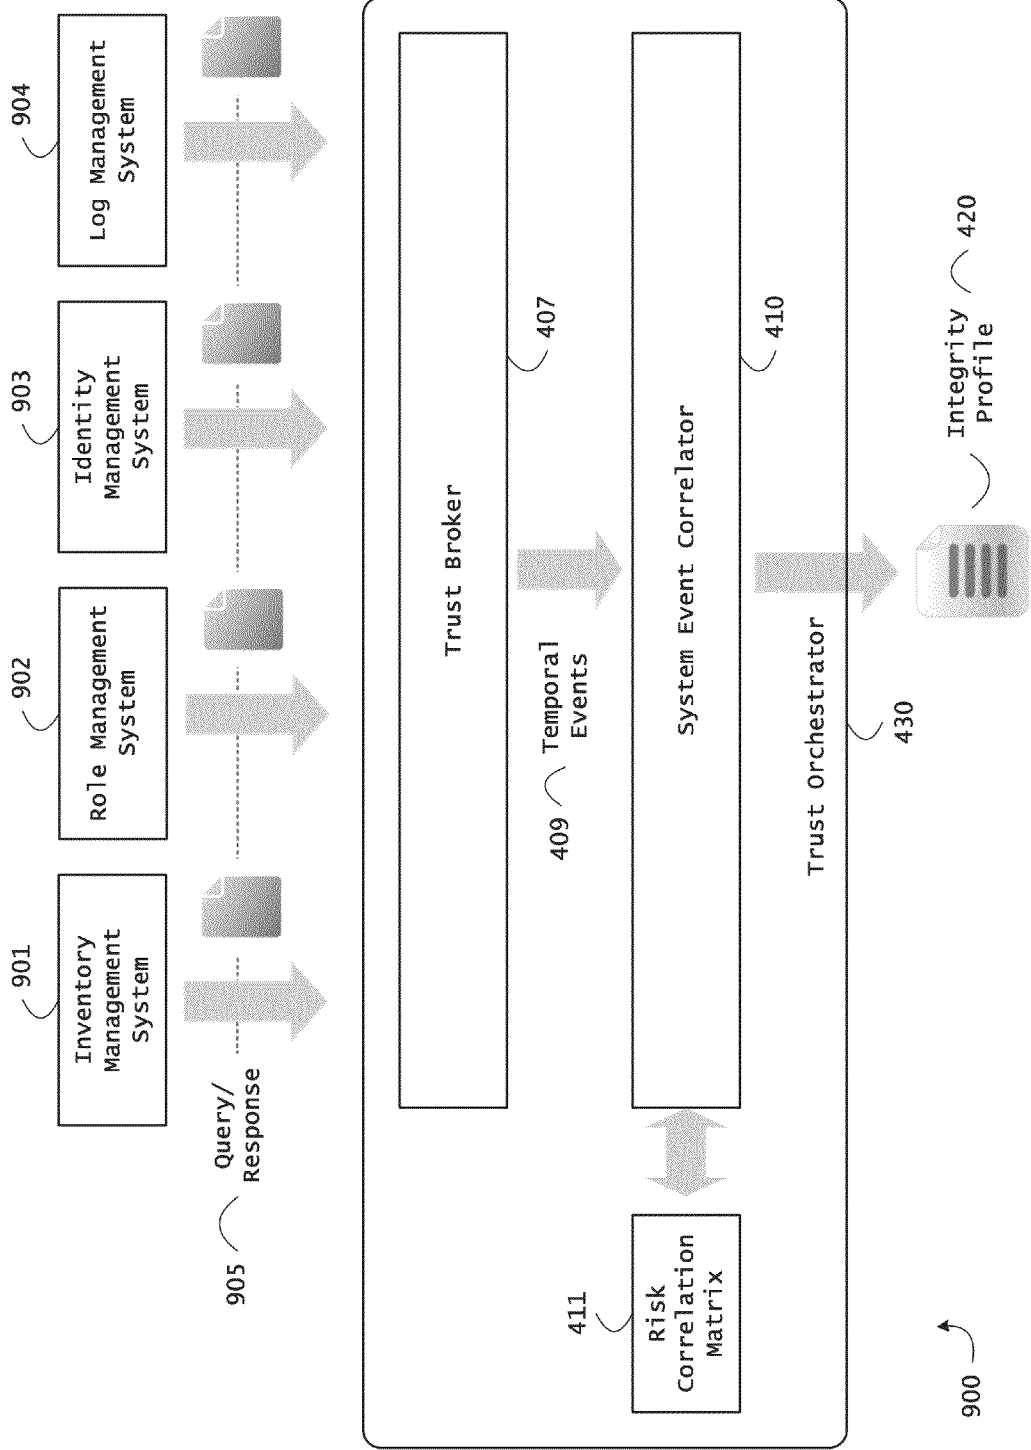 901
Inventory
Management
System
902
Role Management
System
903
Identity
Management
System
904
Log Management
System
905
Query/
Response
Trust Broker
407
409
Temporal
Events
411
Risk
Correlation
Matrix
System Event Correlator
410
Trust Orchestrator
430
Integrity
Profile
420
900